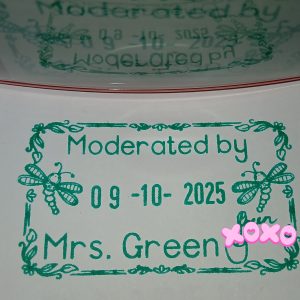 Moderated by
09 -10- 2025
Mrs. Green
xoxo